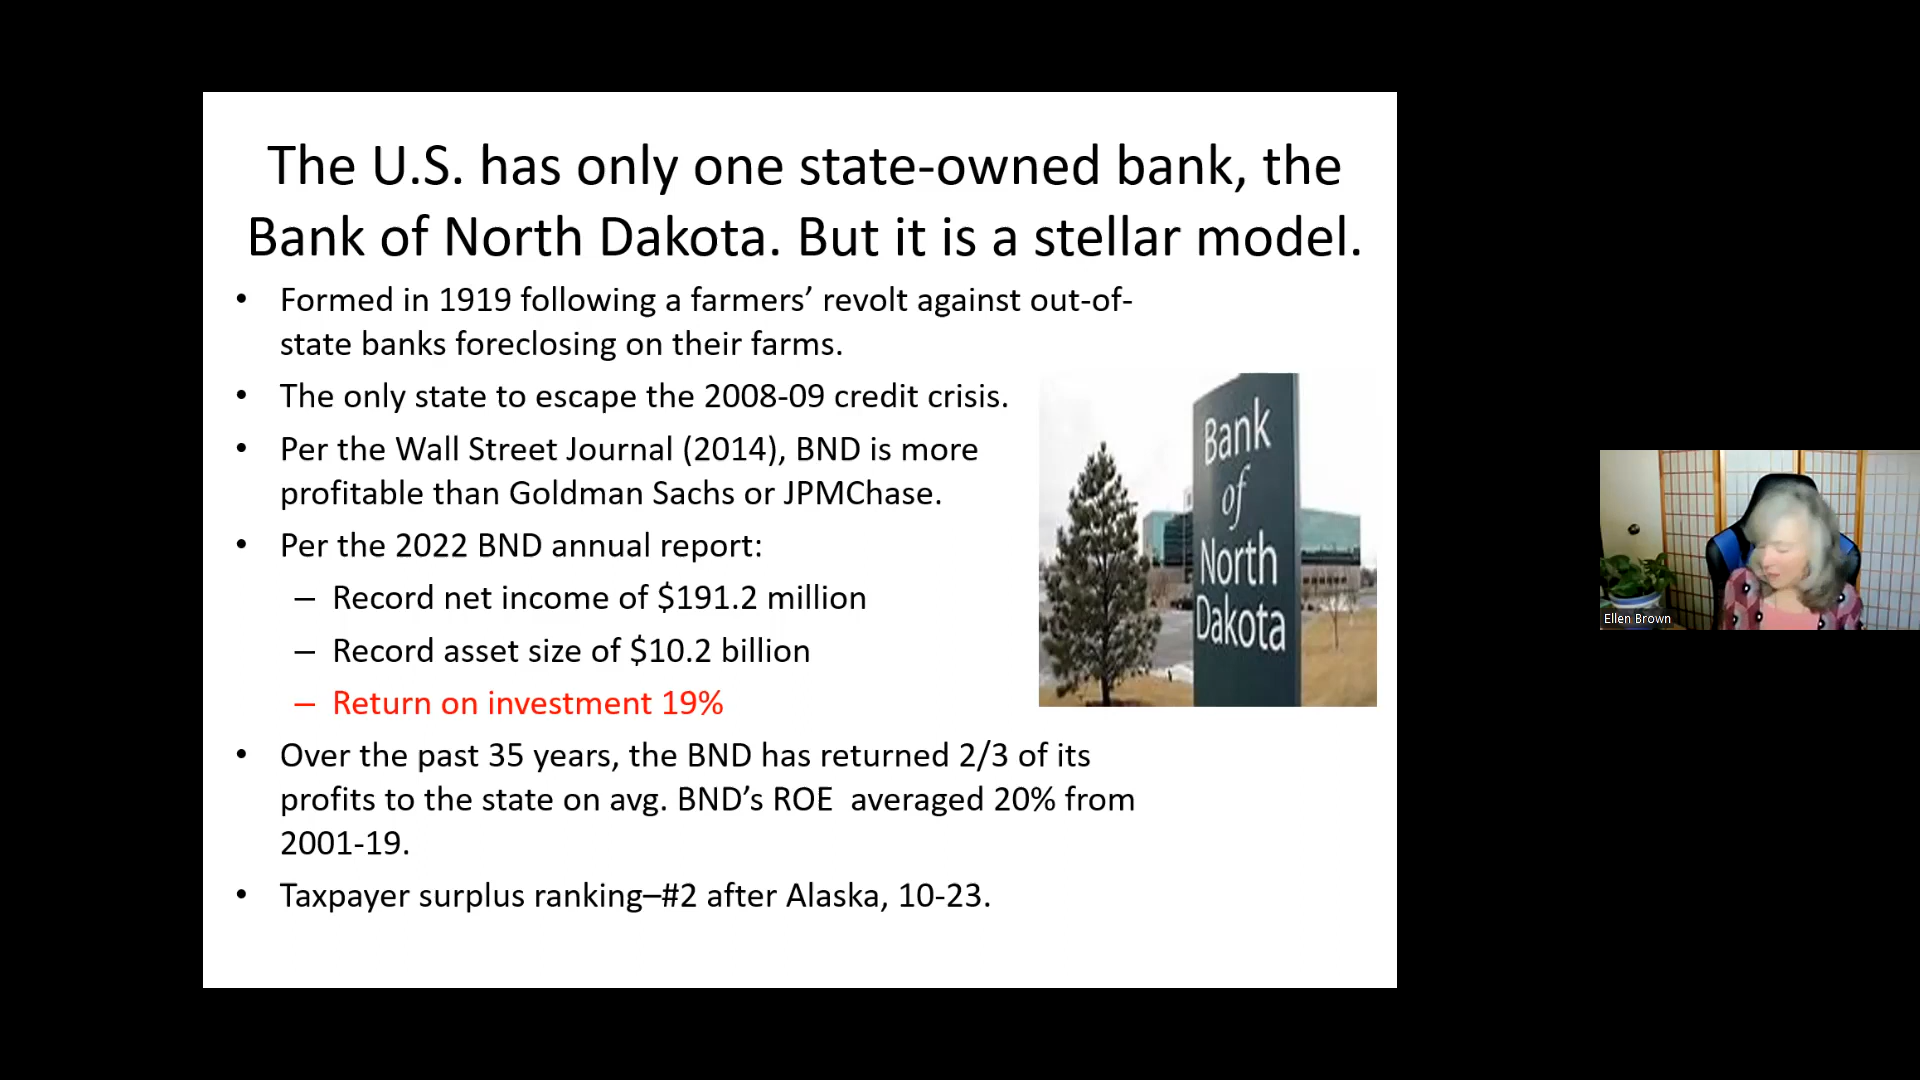 The U.S. has only one state-owned bank, the
Bank of North Dakota. But it is a stellar model.
• Formed in 1919 following a farmers’ revolt against out-of-
state banks foreclosing on their farms.
• The only state to escape the 2008-09 credit crisis.
• Per the Wall Street Journal (2014), BND is more
profitable than Goldman Sachs or JPMChase.
• Per the 2022 BND annual report:
– Record net income of $191.2 million
– Record asset size of $10.2 billion
– Return on investment 19%
• Over the past 35 years, the BND has returned 2/3 of its
profits to the state on avg. BND’s ROE  averaged 20% from
2001-19.
• Taxpayer surplus ranking–#2 after Alaska, 10-23.
Bank
of
North
Dakota
Ellen Brown